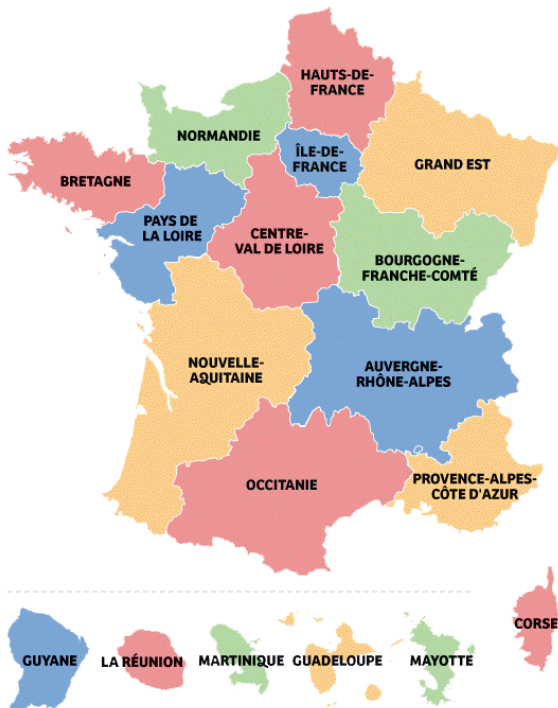 HAUTS-DE-
FRANCE
NORMANDIE
ÎLE-DE-
FRANCE
GRAND EST
BRETAGNE
PAYS DE
LA LOIRE
CENTRE-
VAL DE LOIRE
BOURGOGNE-
FRANCHE-COMTÉ
NOUVELLE-
AQUITAINE
AUVERGNE-
RHÔNE-ALPES
OCCITANIE
PROVENCE-ALPES-
CÔTE D'AZUR
CORSE
GUYANE
LA RÉUNION
MARTINIQUE
GUADELOUPE
MAYOTTE